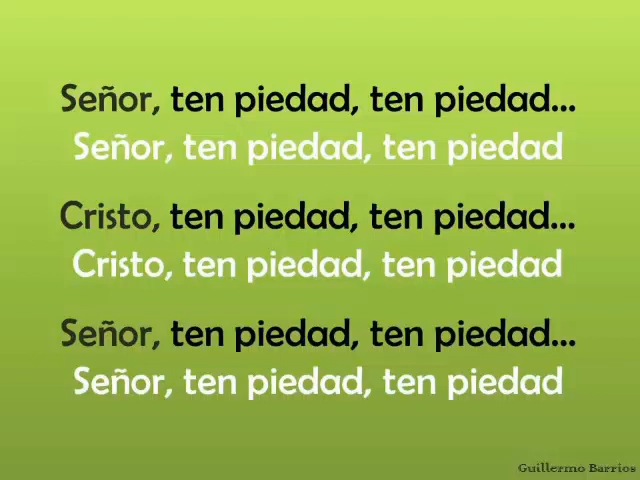 Señor, ten piedad, ten piedad...
Señor, ten piedad, ten piedad
Cristo, ten piedad, ten piedad...
Cristo, ten piedad, ten piedad
Señor, ten piedad, ten piedad...
Señor, ten piedad, ten piedad
Guillermo Barrios